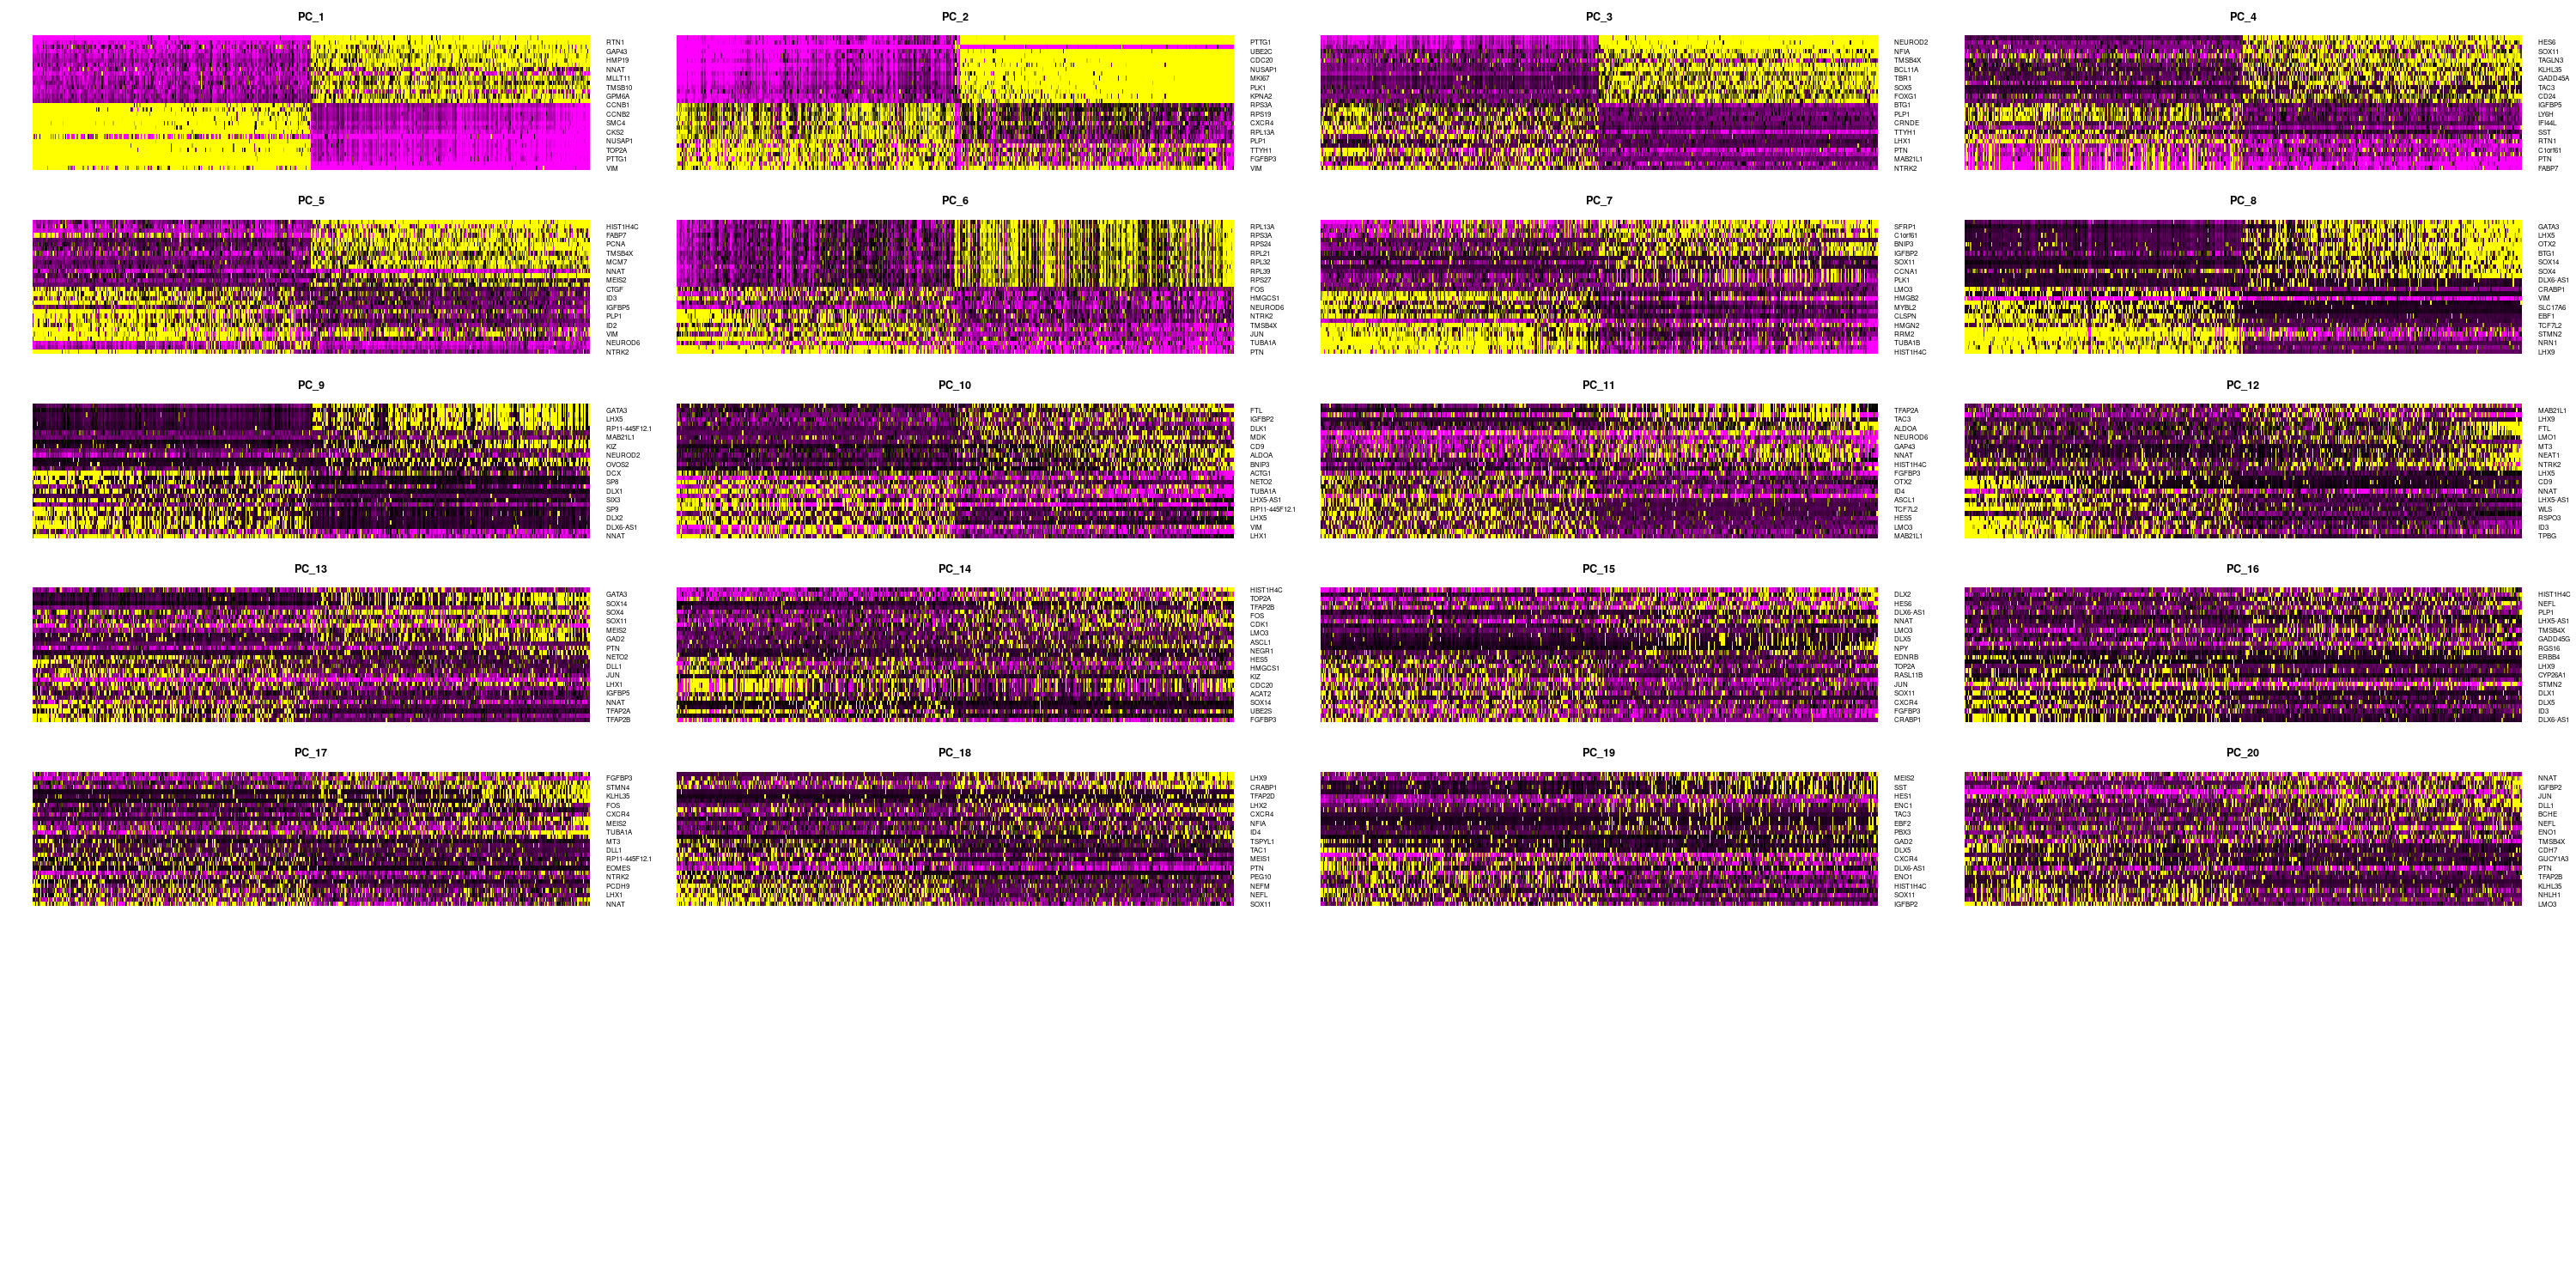 PC_1
RTN1
GAP43
HMP19
NNAT
MLLT11
TMSB10
GPM6A
CCNB1
CCNB2
SMC4
CKS2
NUSAP1
TOP2A
PTTG1
VIM
PC_2
PTTG1
UBE2C
CDC20
NUSAP1
MKI67
PLK1
KPNA2
RPS3A
RPS19
CXCR4
RPL13A
PLP1
TTYH1
FGFBP3
VIM
PC_3
NEUROD2
NFIA
TMSB4X
BCL11A
TBR1
SOX5
FOXG1
BTG1
PLP1
CRNDE
TTYH1
LHX1
PTN
MAB21L1
NTRK2
PC_4
HES6
SOX11
TAGLN3
KLHL35
GADD45A
TAC3
CD24
IGFBP5
LY6H
IFI44L
SST
RTN1
C1orf61
PTN
FABP7
PC_5
HIST1H4C
FABP7
PCNA
TMSB4X
MCM7
NNAT
MEIS2
CTGF
ID3
IGFBP5
PLP1
ID2
VIM
NEUROD6
NTRK2
PC_6
RPL13A
RPS3A
RPS24
RPL21
RPL32
RPL39
RPS27
FOS
HMGCS1
NEUROD6
NTRK2
TMSB4X
JUN
TUBA1A
PTN
PC_7
SFRP1
C1orf61
BNIP3
IGFBP2
SOX11
CCNA1
PLK1
LMO3
HMGB2
MYBL2
CLSPN
HMGN2
RRM2
TUBA1B
HIST1H4C
PC_8
GATA3
LHX5
OTX2
BTG1
SOX14
SOX4
DLX6-AS1
CRABP1
VIM
SLC17A6
EBF1
TCF7L2
STMN2
NRN1
LHX9
PC_9
GATA3
LHX5
RP11-445F12.1
MAB21L1
KIZ
NEUROD2
OVOS2
DCX
SP8
DLX1
SIX3
SP9
DLX2
DLX6-AS1
NNAT
PC_10
FTL
IGFBP2
DLK1
MDK
CD9
ALDOA
BNIP3
ACTG1
NETO2
TUBA1A
LHX5-AS1
RP11-445F12.1
LHX5
VIM
LHX1
PC_11
TFAP2A
TAC3
ALDOA
NEUROD6
GAP43
NNAT
HIST1H4C
FGFBP3
OTX2
ID4
ASCL1
TCF7L2
HES5
LMO3
MAB21L1
PC_12
MAB21L1
LHX9
FTL
LMO1
MT3
NEAT1
NTRK2
LHX5
CD9
NNAT
LHX5-AS1
WLS
RSPO3
ID3
TPBG
PC_13
GATA3
SOX14
SOX4
SOX11
MEIS2
GAD2
PTN
NETO2
DLL1
JUN
LHX1
IGFBP5
NNAT
TFAP2A
TFAP2B
PC_14
HIST1H4C
TOP2A
TFAP2B
FOS
CDK1
LMO3
ASCL1
NEGR1
HES5
HMGCS1
KIZ
CDC20
ACAT2
SOX14
UBE2S
FGFBP3
PC_15
DLX2
HES6
DLX6-AS1
NNAT
LMO3
DLX5
NPY
EDNRB
TOP2A
RASL11B
JUN
SOX11
CXCR4
FGFBP3
CRABP1
PC_16
HIST1H4C
NEFL
PLP1
LHX5-AS1
TMSB4X
GADD45G
RGS16
ERBB4
LHX9
CYP26A1
STMN2
DLX1
DLX5
ID3
DLX6-AS1
PC_17
FGFBP3
STMN4
KLHL35
FOS
CXCR4
MEIS2
TUBA1A
MT3
DLL1
RP11-445F12.1
EOMES
NTRK2
PCDH9
LHX1
NNAT
PC_18
LHX9
CRABP1
TFAP2D
LHX2
CXCR4
NFIA
ID4
TSPYL1
TAC1
MEIS1
PTN
PEG10
NEFM
NEFL
SOX11
PC_19
MEIS2
SST
HES1
ENC1
TAC3
EBF2
PBX3
GAD2
DLX5
CXCR4
DLX6-AS1
ENO1
HIST1H4C
SOX11
IGFBP2
PC_20
NNAT
IGFBP2
JUN
DLL1
BCHE
NEFL
ENO1
TMSB4X
CDH7
GUCY1A3
PTN
TFAP2B
KLHL35
NHLH1
LMO3